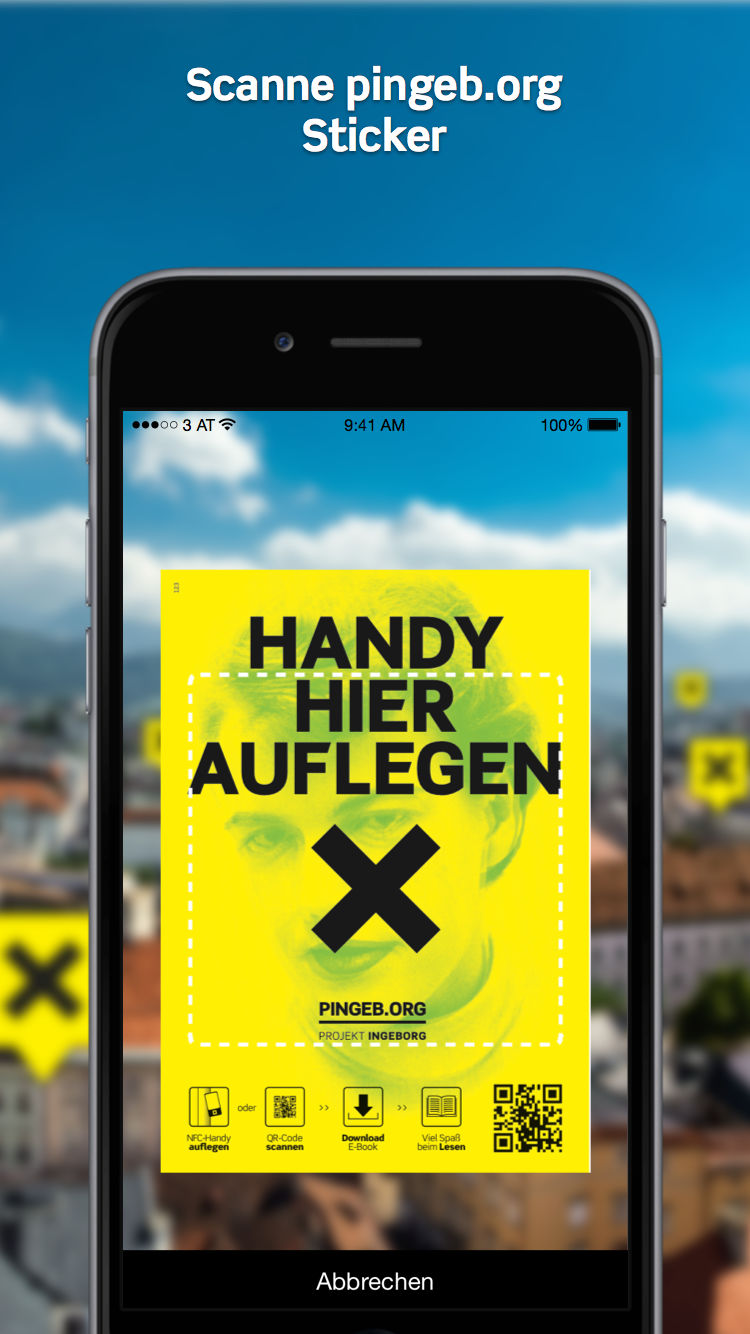 Scanne pingeb.org
Sticker
3 AT 9:41 AM 100%
123
HANDY
HIER
AUFLEGEN
PINGEB.ORG
PROJEKT INGEBORG
NFC-Handy
auflegen
oder
QR-Code
scannen
>>
Download
E-Book
>>
Viel Spaß
beim Lesen
Abbrechen